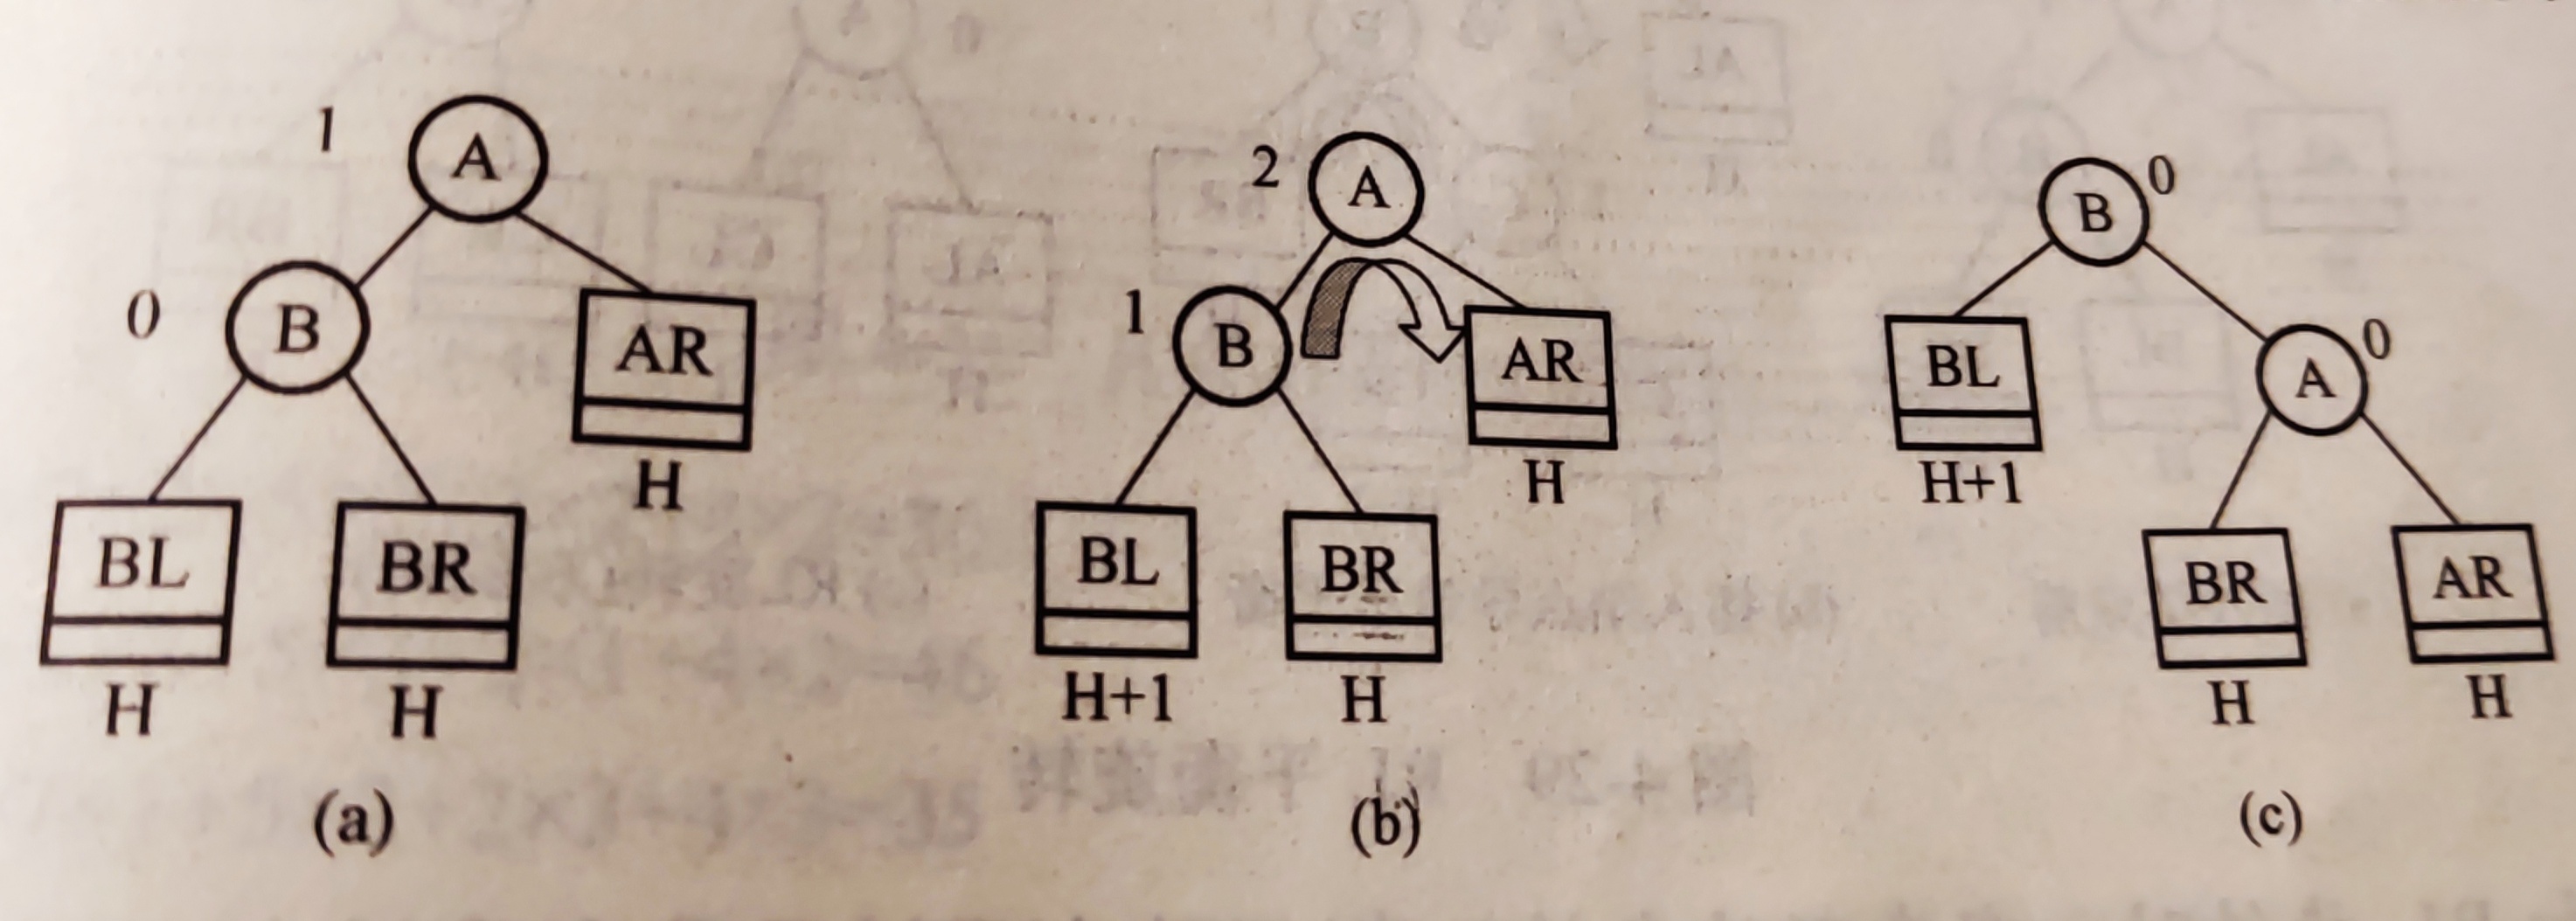 1 A
0 B AR
H
BL BR
H H
(a)
2 A
1 B AR
H
BL BR
H+1 H
(b)
B 0
BL A 0
H+1
BR AR
H H
(c)